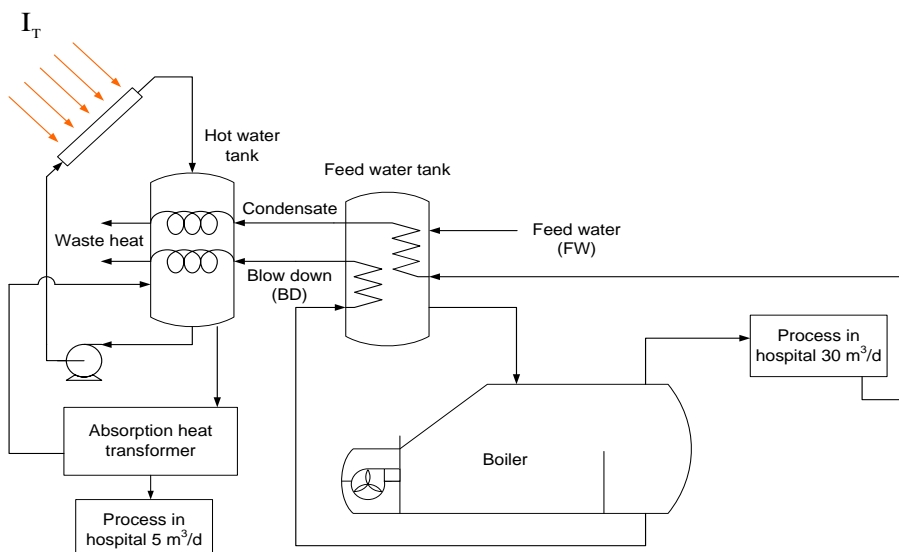 I_T
Hot water
tank
Feed water tank
Condensate
Feed water
(FW)
Waste heat
Blow down
(BD)
Process in
hospital 30 m³/d
Absorption heat
transformer
Boiler
Process in
hospital 5 m³/d